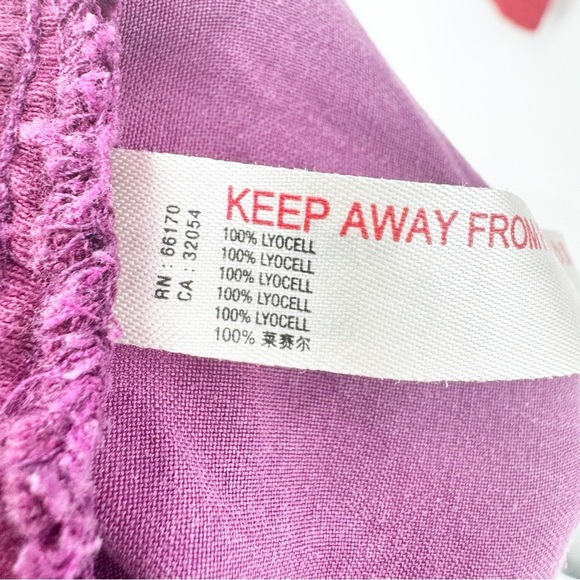 RN : 66170
CA : 32054
KEEP AWAY FROM
100% LYOCELL
100% LYOCELL
100% LYOCELL
100% LYOCELL
100% LYOCELL
100% 莱赛尔